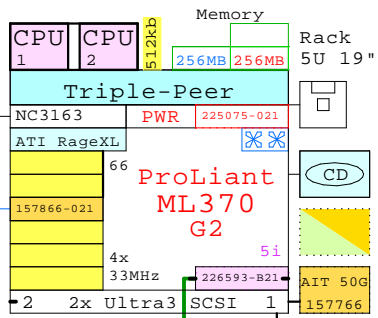 Memory
CPU
1
CPU
2
512kb
256MB
256MB
Rack
5U 19"
Triple-Peer
NC3163
PWR
225075-021
ATI RageXL
66
ProLiant
ML370
G2
CD
157866-021
4x
33MHz
5i
226593-B21
AIT 50G
157766
2
2x Ultra3
SCSI
1